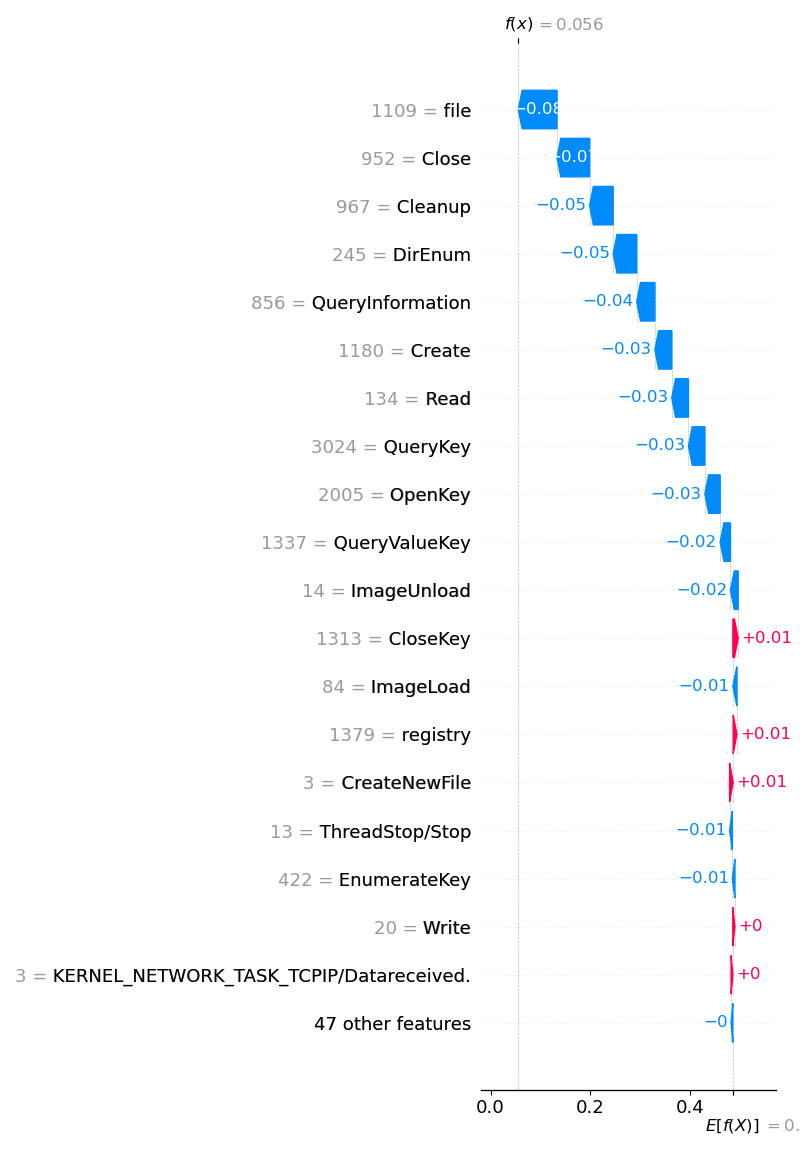 f(x) = 0.056
1109 = file −0.08
952 = Close −0.07
967 = Cleanup −0.05
245 = DirEnum −0.05
856 = QueryInformation −0.04
1180 = Create −0.03
134 = Read −0.03
3024 = QueryKey −0.03
2005 = OpenKey −0.03
1337 = QueryValueKey −0.02
14 = ImageUnload −0.02
1313 = CloseKey +0.01
84 = ImageLoad −0.01
1379 = registry +0.01
3 = CreateNewFile +0.01
13 = ThreadStop/Stop −0.01
422 = EnumerateKey −0.01
20 = Write +0
3 = KERNEL_NETWORK_TASK_TCPIP/Datareceived. +0
47 other features −0
0.0 0.2 0.4
E[f(X)] = 0.